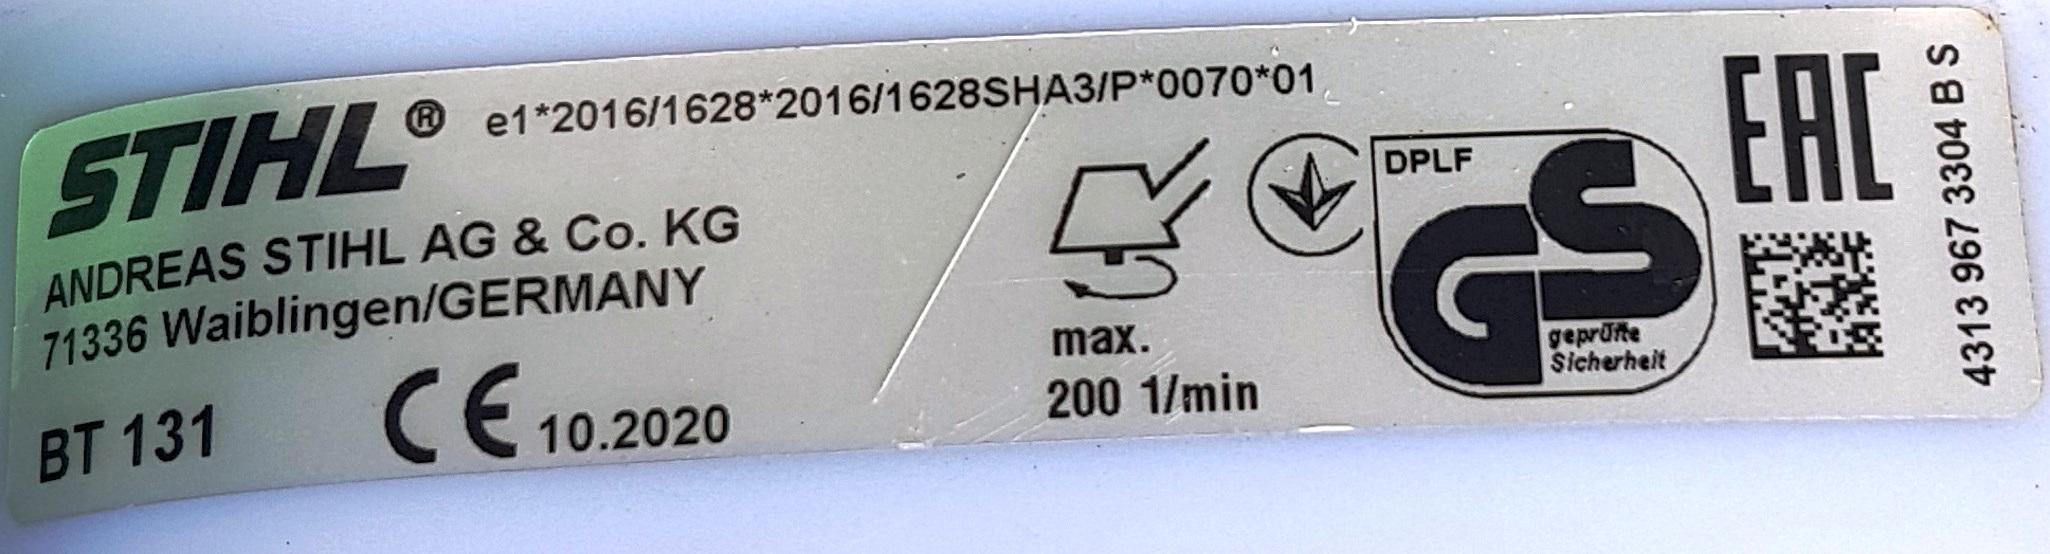 STIHL® e1*2016/1628*2016/1628SHA3/P*0070*01
ANDREAS STIHL AG & Co. KG
71336 Waiblingen/GERMANY
BT 131 CE 10.2020
max.
200 1/min
DPLF
GS
geprüfte
Sicherheit
EAC
4313 967 3304 B S